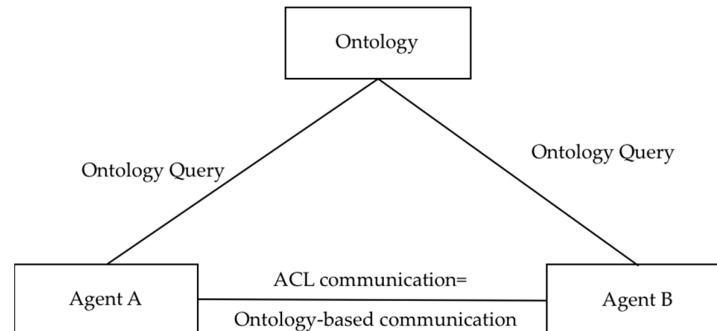 Ontology
Ontology Query
Ontology Query
ACL communication=
Agent A
Agent B
Ontology-based communication